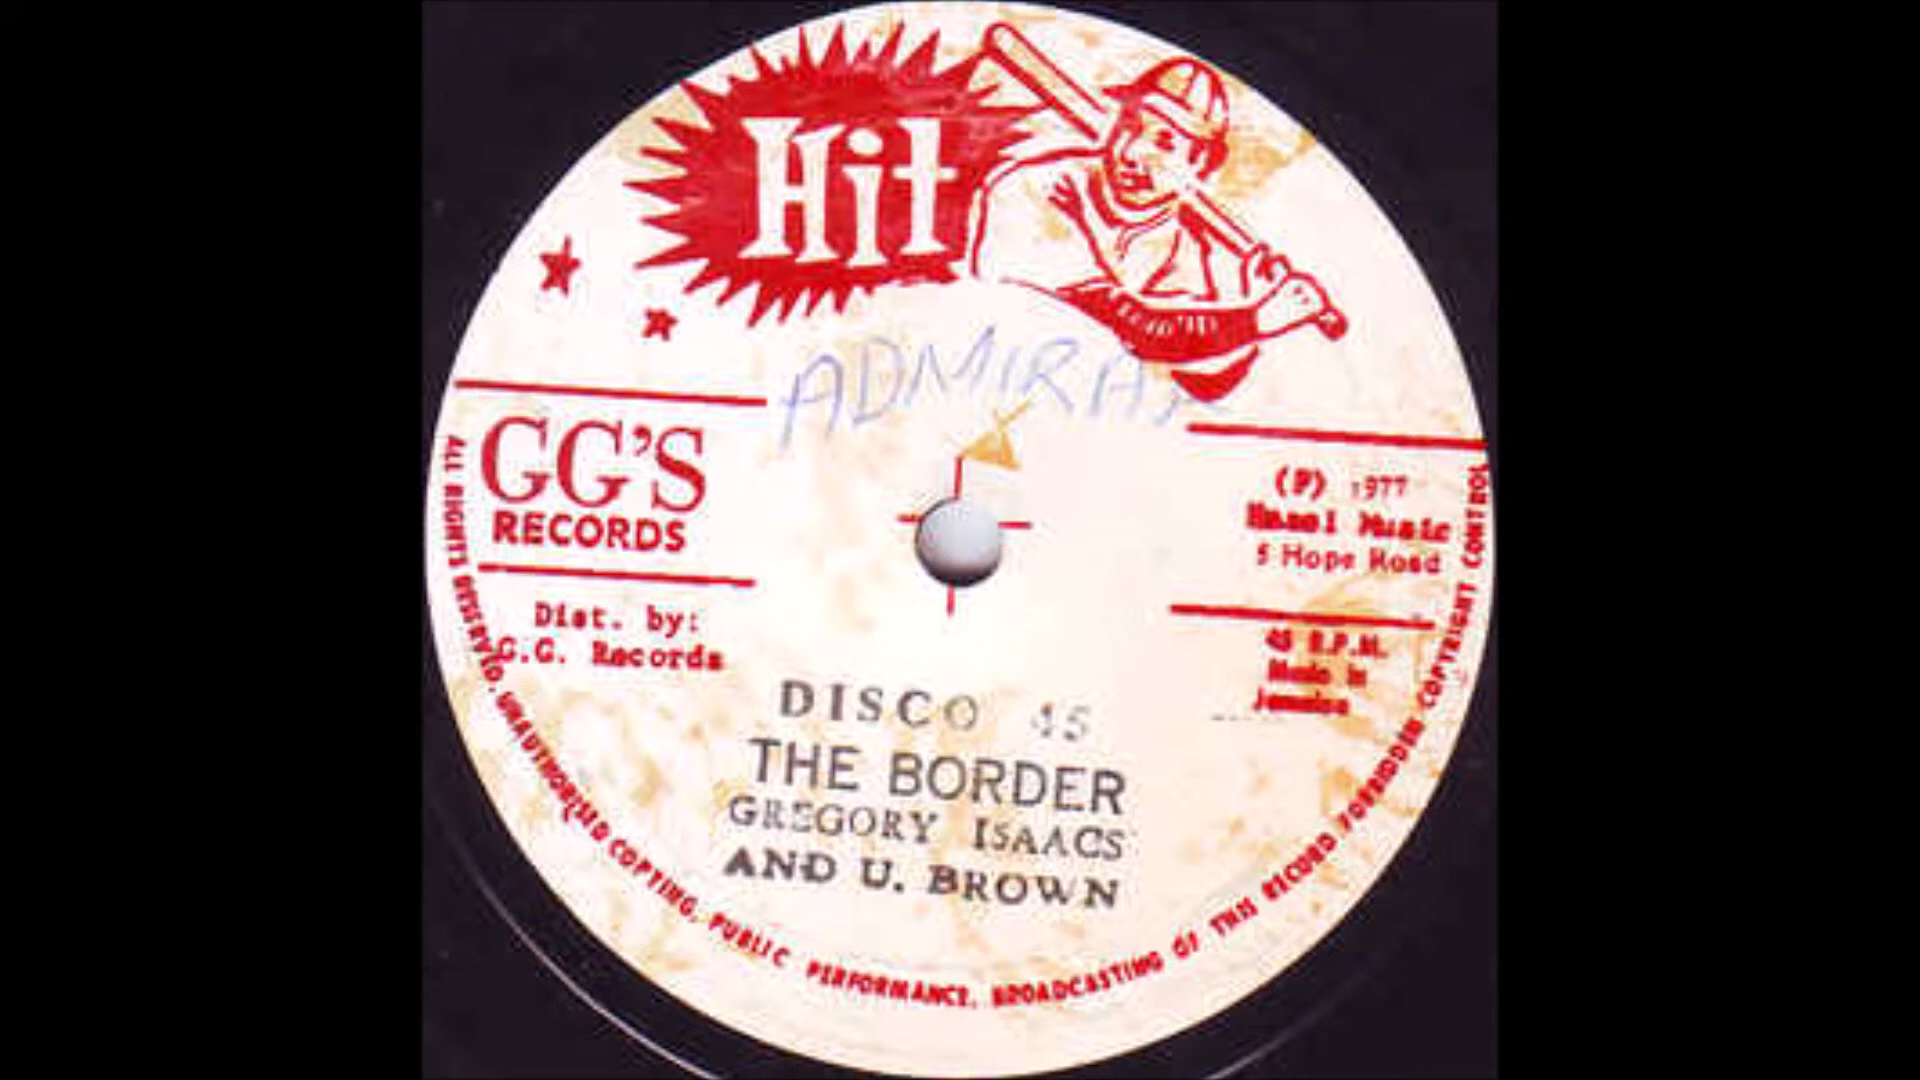 Hit
ADMIRAL
GG'S
RECORDS
Dist. by:
G.G. Records
(P) 1977
Music
5 Hope Road
45 R.P.M.
Made in
Jamaica
DISCO 45
THE BORDER
GREGORY ISAACS
AND U. BROWN
ALL RIGHTS RESERVED. UNAUTHORISED COPYING, PUBLIC PERFORMANCE, BROADCASTING OF THIS RECORD FORBIDDEN COPYRIGHT CONTROL